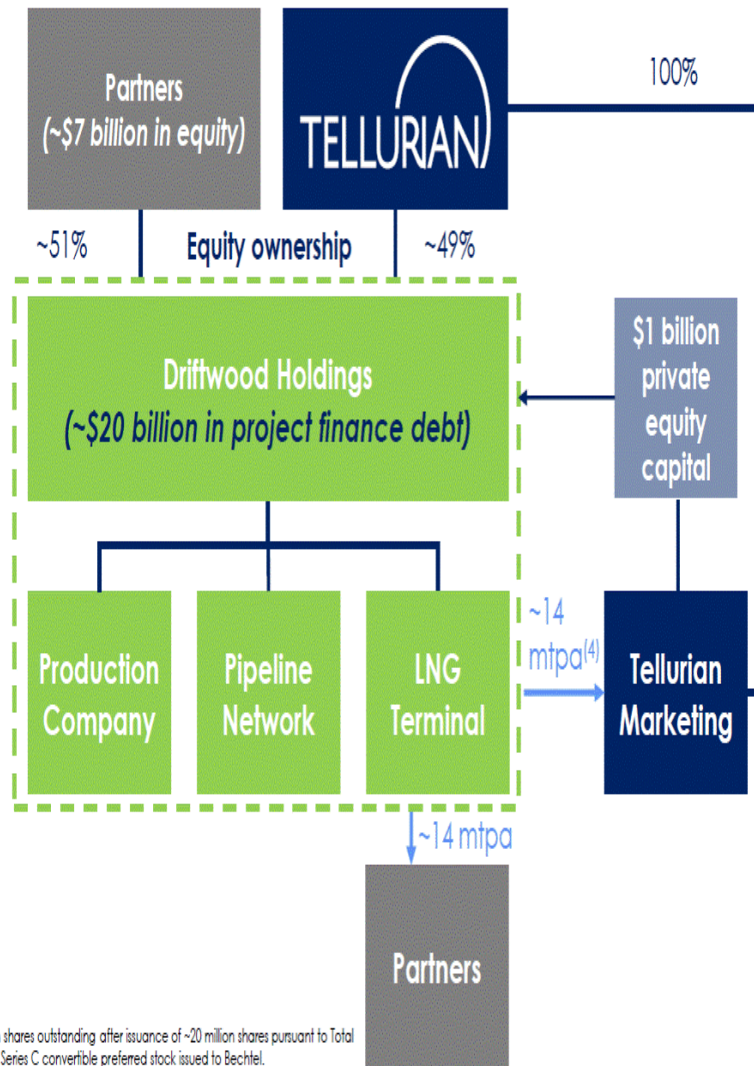 Partners
(~$7 billion in equity)
TELLURIAN
100%
~51%
Equity ownership
~49%
Driftwood Holdings
(~$20 billion in project finance debt)
$1 billion
private
equity
capital
Production
Company
Pipeline
Network
LNG
Terminal
~14
mtpa(4)
Tellurian
Marketing
~14 mtpa
Partners
shares outstanding after issuance of ~20 million shares pursuant to Total
Series C convertible preferred stock issued to Bechtel.